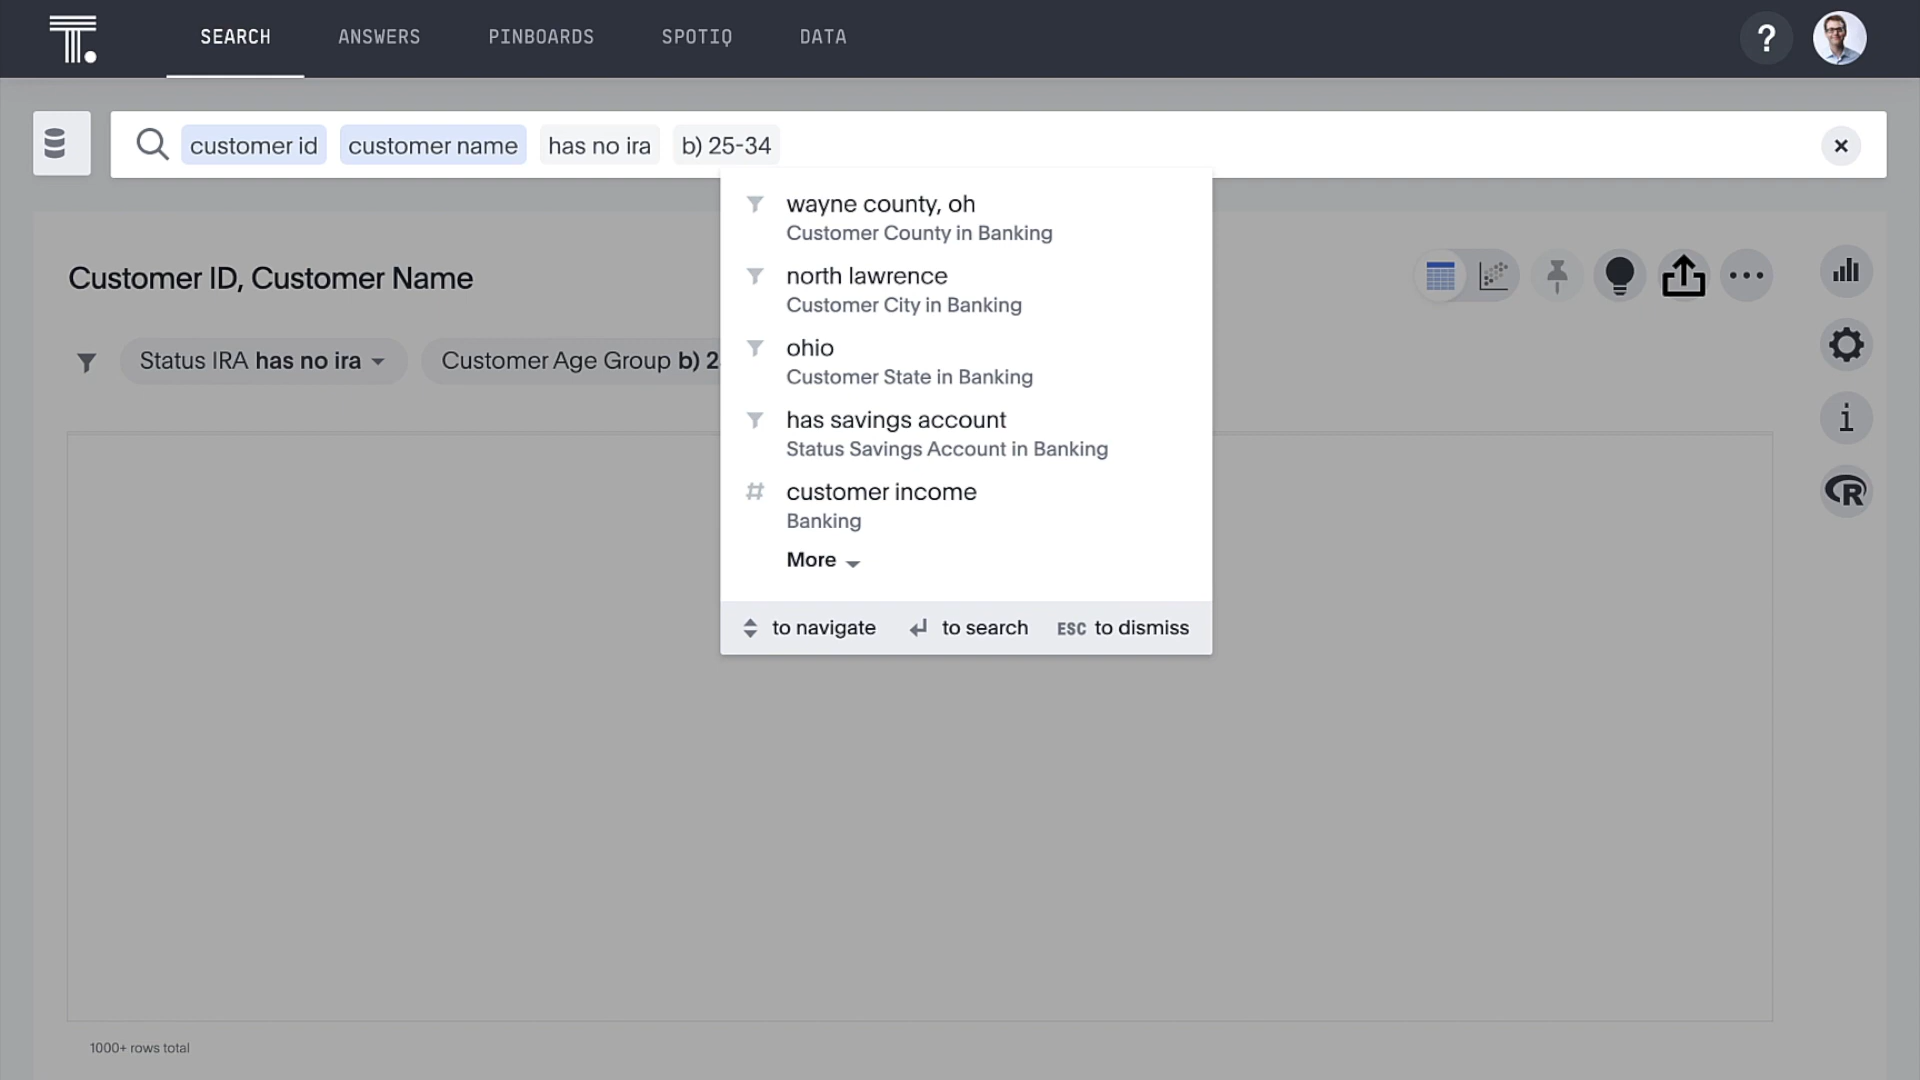 SEARCH ANSWERS PINBOARDS SPOTIQ DATA ?
customer id customer name has no ira b) 25-34
wayne county, oh
Customer County in Banking
north lawrence
Customer City in Banking
ohio
Customer State in Banking
has savings account
Status Savings Account in Banking
customer income
Banking
More
to navigate to search ESC to dismiss
Customer ID, Customer Name
Status IRA has no ira Customer Age Group b) 2
i
R
1000+ rows total